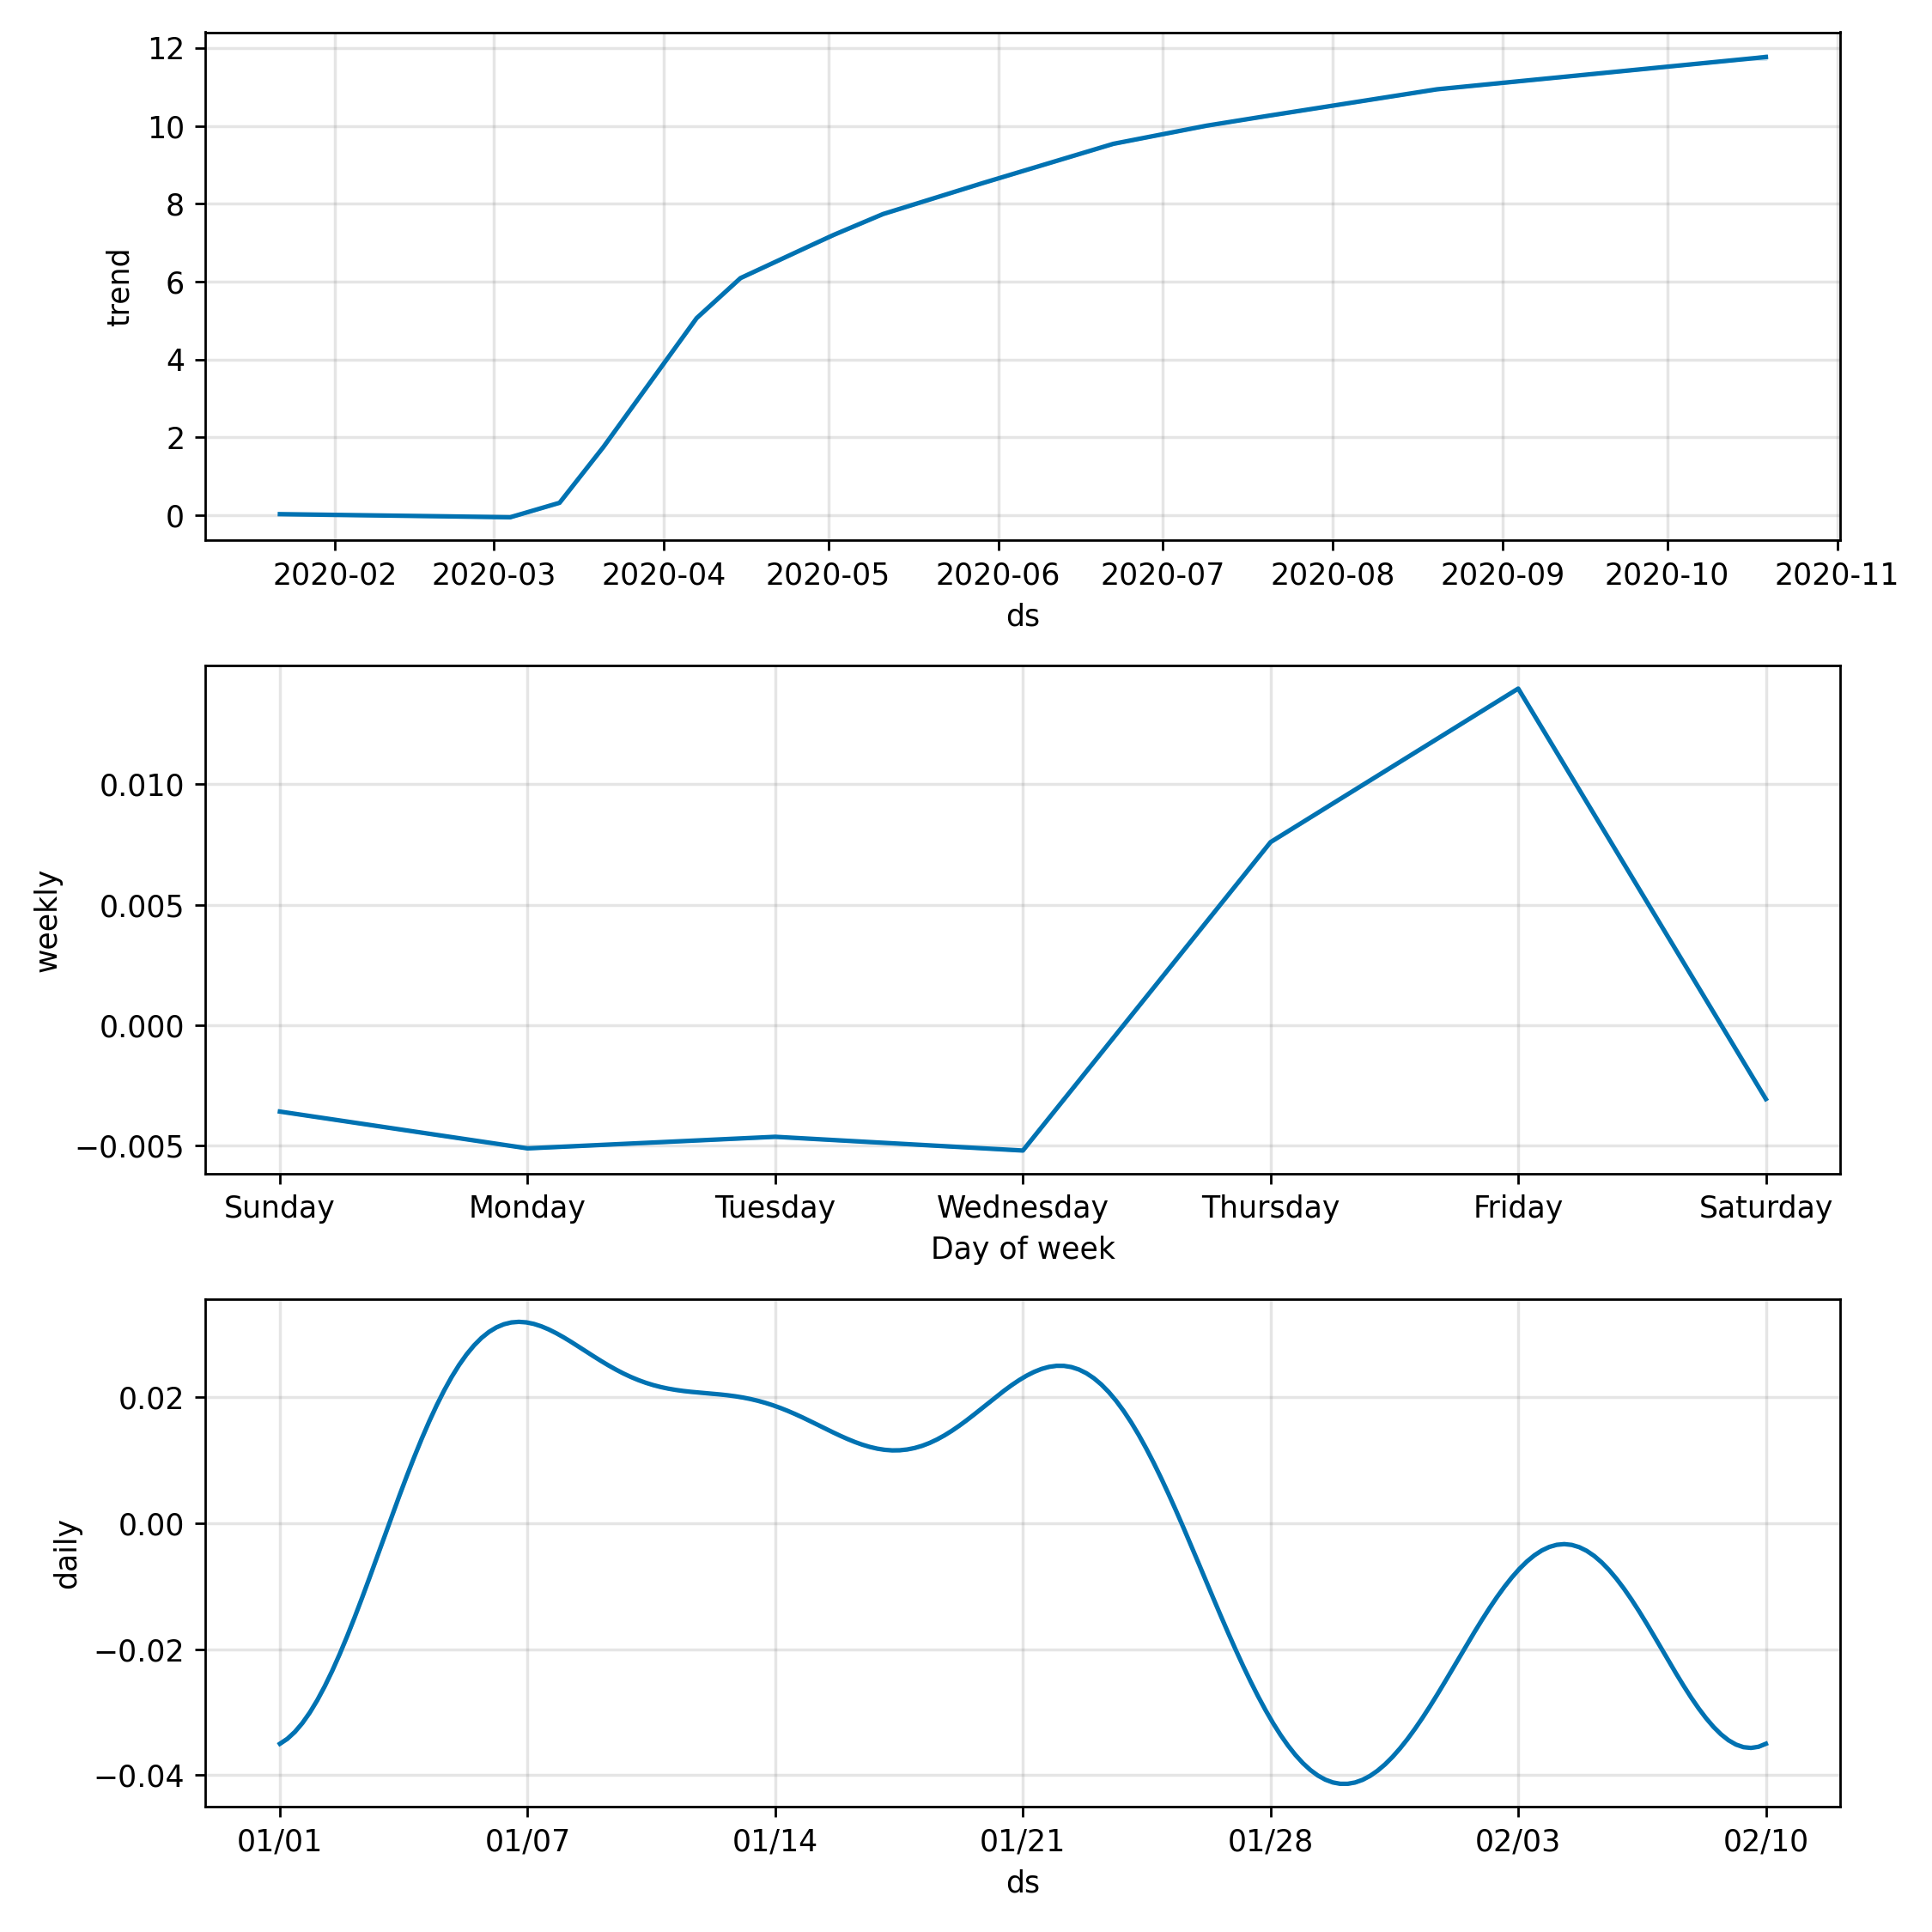 12
10
8
6
4
2
0
trend
2020-02 2020-03 2020-04 2020-05 2020-06 2020-07 2020-08 2020-09 2020-10 2020-11
ds
0.010
0.005
0.000
−0.005
weekly
Sunday Monday Tuesday Wednesday Thursday Friday Saturday
Day of week
0.02
0.00
−0.02
−0.04
daily
01/01 01/07 01/14 01/21 01/28 02/03 02/10
ds